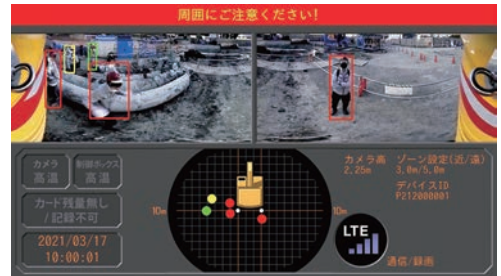 周囲にご注意ください!
カメラ
高温
制御ボックス
高温
カード残量無し
/記録不可
2021/03/17
10:00:01
10m
10m
カメラ高
2.26m
ゾーン設定(近/遠)
3.0m/5.0m
デバイスID
P212000001
LTE
通信/録画